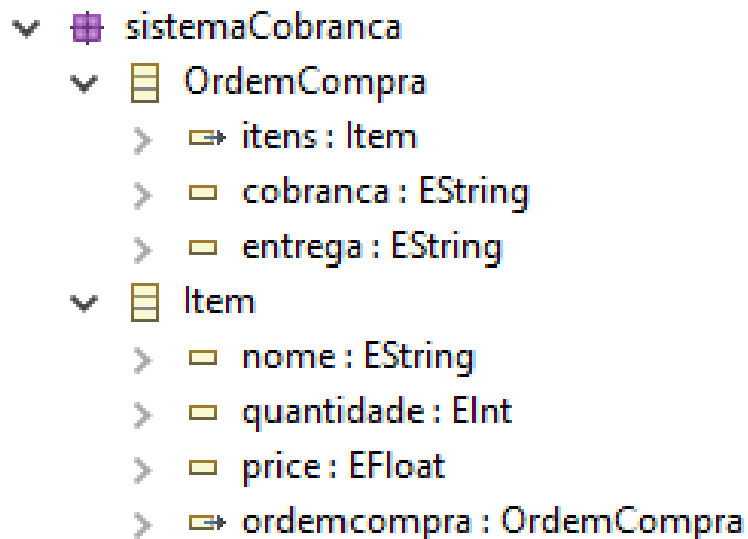 sistemaCobranca
OrdemCompra
itens : Item
cobranca : EString
entrega : EString
Item
nome : EString
quantidade : EInt
price : EFloat
ordemcompra : OrdemCompra